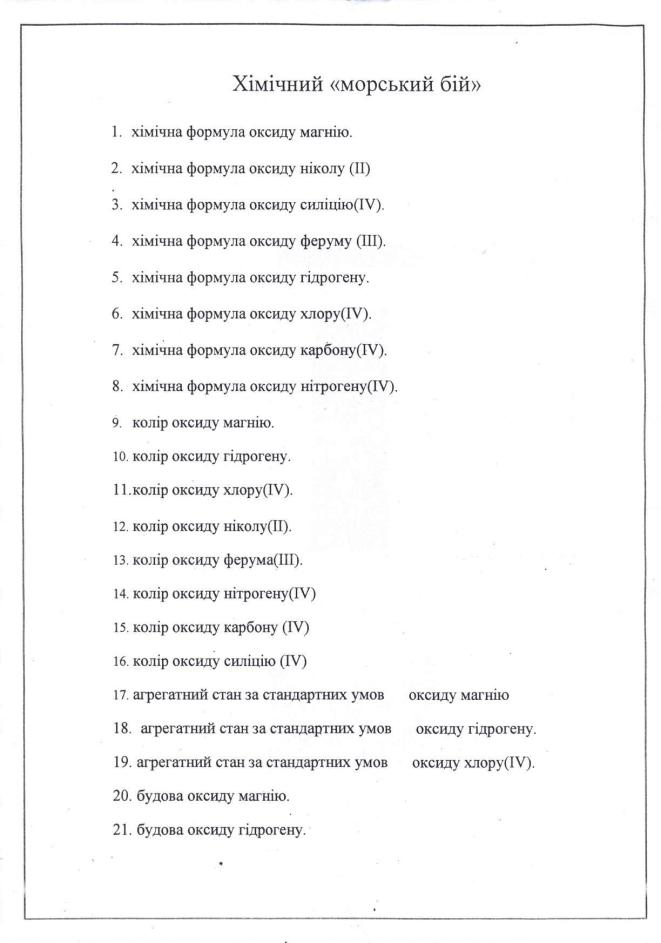 Хімічний «морський бій»
1. хімічна формула оксиду магнію.
2. хімічна формула оксиду ніколу (II)
3. хімічна формула оксиду силіцію(IV).
4. хімічна формула оксиду феруму (III).
5. хімічна формула оксиду гідрогену.
6. хімічна формула оксиду хлору(IV).
7. хімічна формула оксиду карбону(IV).
8. хімічна формула оксиду нітрогену(IV).
9. колір оксиду магнію.
10. колір оксиду гідрогену.
11.колір оксиду хлору(IV).
12. колір оксиду ніколу(II).
13. колір оксиду ферума(III).
14. колір оксиду нітрогену(IV)
15. колір оксиду карбону (IV)
16. колір оксиду силіцію (IV)
17. агрегатний стан за стандартних умов оксиду магнію
18. агрегатний стан за стандартних умов оксиду гідрогену.
19. агрегатний стан за стандартних умов оксиду хлору(IV).
20. будова оксиду магнію.
21. будова оксиду гідрогену.